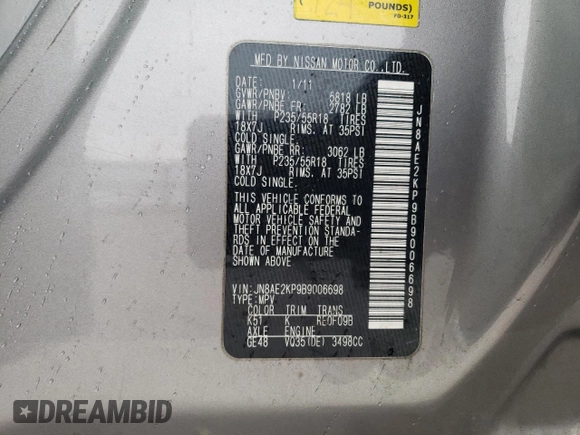 POUNDS)
FD-317
MFD BY NISSAN MOTOR CO.,LTD.
DATE: 1/11
GVWR/PNBV 5818 LB
GAWR/PNBE FR: 2782 LB
WITH P235/55R18 TIRES
18X7J RIMS. AT 35PSI
COLD SINGLE.
GAWR/PNBE RR: 3062 LB
WITH P235/55R18 TIRES
18X7J RIMS. AT 35PSI
COLD SINGLE.
THIS VEHICLE CONFORMS TO
ALL APPLICABLE FEDERAL
MOTOR VEHICLE SAFETY AND
THEFT PREVENTION STANDA-
RDS IN EFFECT ON THE
DATE OF MANUFACTURE
SHOWN ABOVE
VIN:JN8AE2KP9B9006698
TYPE:MPV
COLOR TRIM TRANS
K51 K RE0F09B
AXLE ENGINE
GE48 VQ35(DE) 3498CC
JN8AE2KP9B9006698
DREAMBID